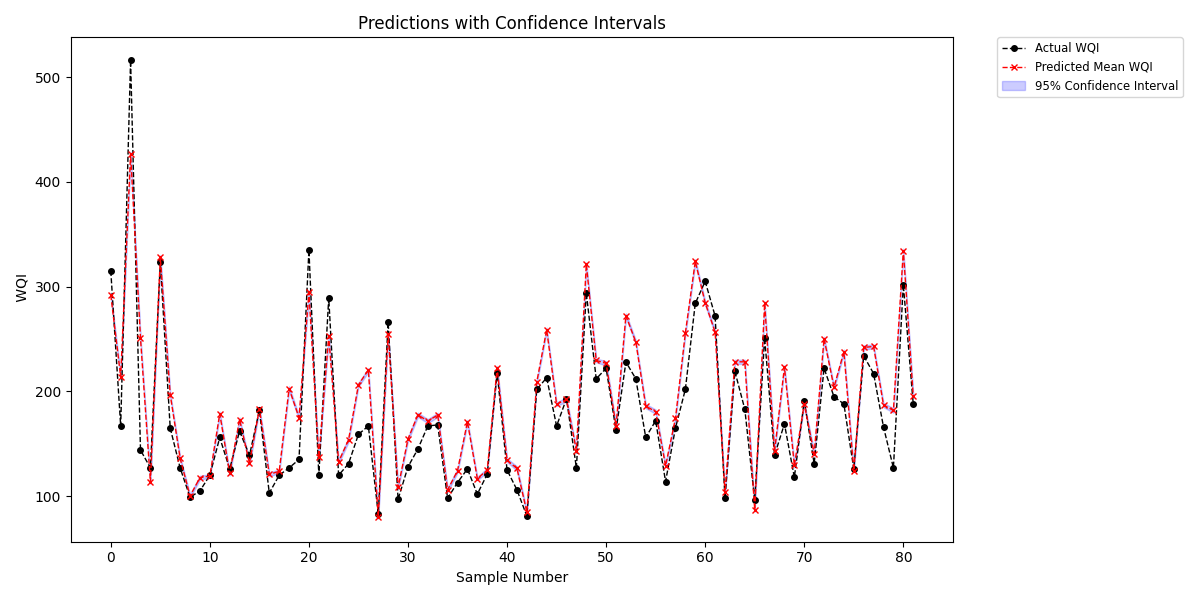 Predictions with Confidence Intervals
Actual WQI
Predicted Mean WQI
95% Confidence Interval
WQI
500
400
300
200
100
0 10 20 30 40 50 60 70 80
Sample Number